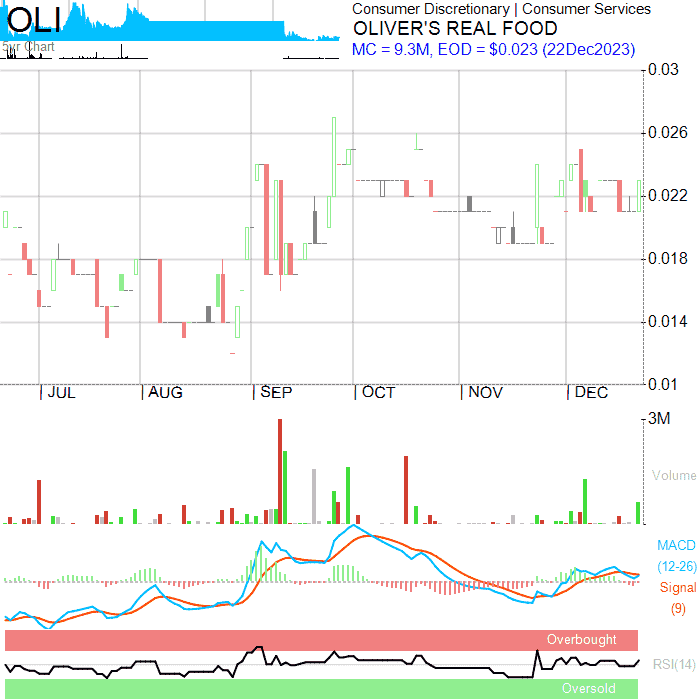 OLI
5yr Chart
Consumer Discretionary | Consumer Services
OLIVER'S REAL FOOD
MC = 9.3M, EOD = $0.023 (22Dec2023)
0.03
0.026
0.022
0.018
0.014
0.01
JUL AUG SEP OCT NOV DEC
3M
Volume
MACD
(12-26)
Signal
(9)
Overbought
RSI(14)
Oversold